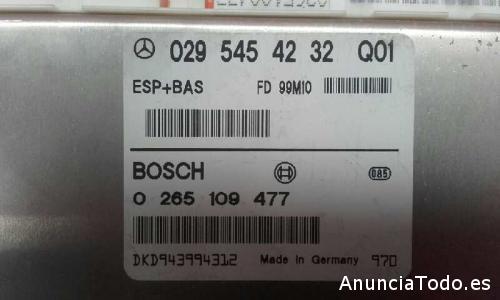 029 545 42 32 Q01
ESP+BAS FD 99M10
BOSCH 085
0 265 109 477
DKD943994312 Made in Germany 970
AnunciaTodo.es